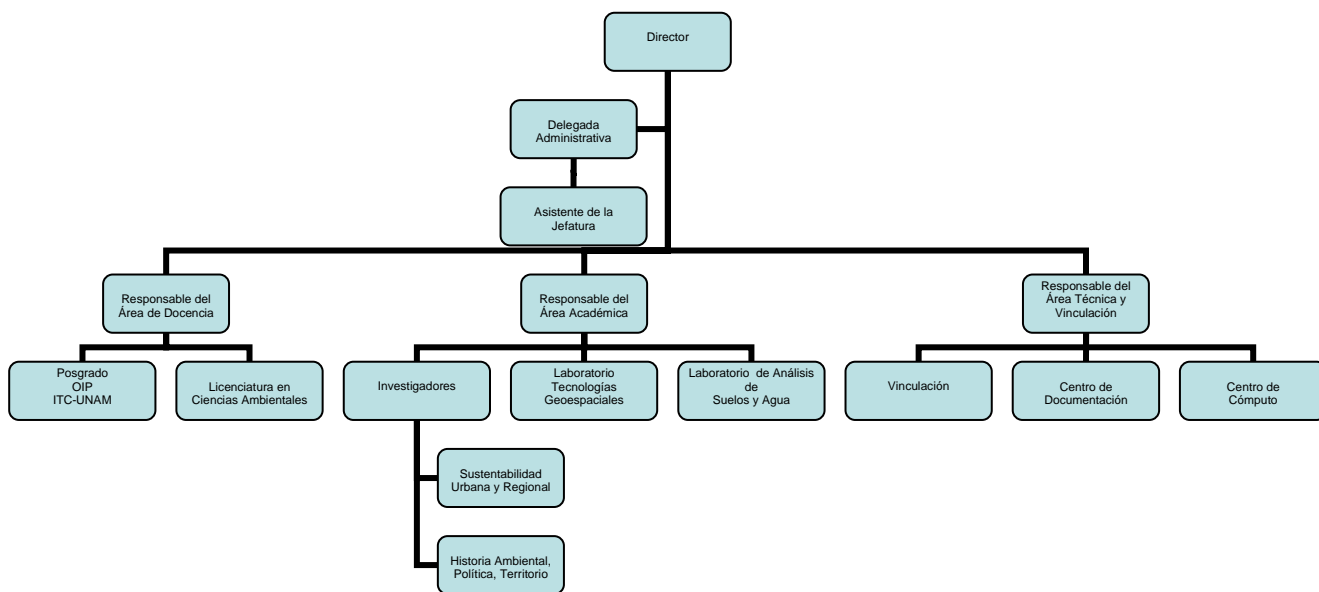 Director
Delegada
Administrativa
Asistente de la
Jefatura
Responsable del
Área de Docencia
Responsable del
Área Académica
Responsable del
Área Técnica y
Vinculación
Posgrado
OIP
ITC-UNAM
Licenciatura en
Ciencias Ambientales
Investigadores
Laboratorio
Tecnologías
Geoespaciales
Laboratorio de Análisis
de
Suelos y Agua
Vinculación
Centro de
Documentación
Centro de
Cómputo
Sustentabilidad
Urbana y Regional
Historia Ambiental,
Política, Territorio